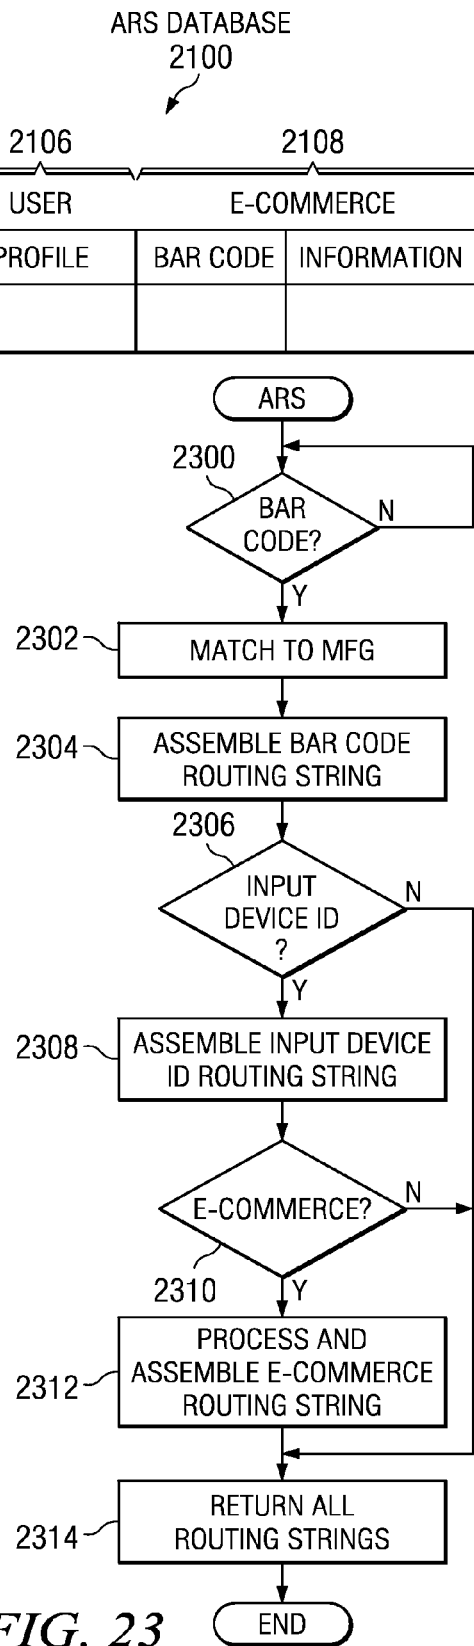 ARS DATABASE
2100
2106 2108
USER E-COMMERCE
PROFILE BAR CODE INFORMATION
ARS
2300
BAR
CODE?
N
Y
2302 MATCH TO MFG
2304 ASSEMBLE BAR CODE
ROUTING STRING
2306
INPUT
DEVICE ID
?
N
Y
2308 ASSEMBLE INPUT DEVICE
ID ROUTING STRING
E-COMMERCE?
N
2310
Y
2312 PROCESS AND
ASSEMBLE E-COMMERCE
ROUTING STRING
2314 RETURN ALL
ROUTING STRINGS
FIG. 23
END